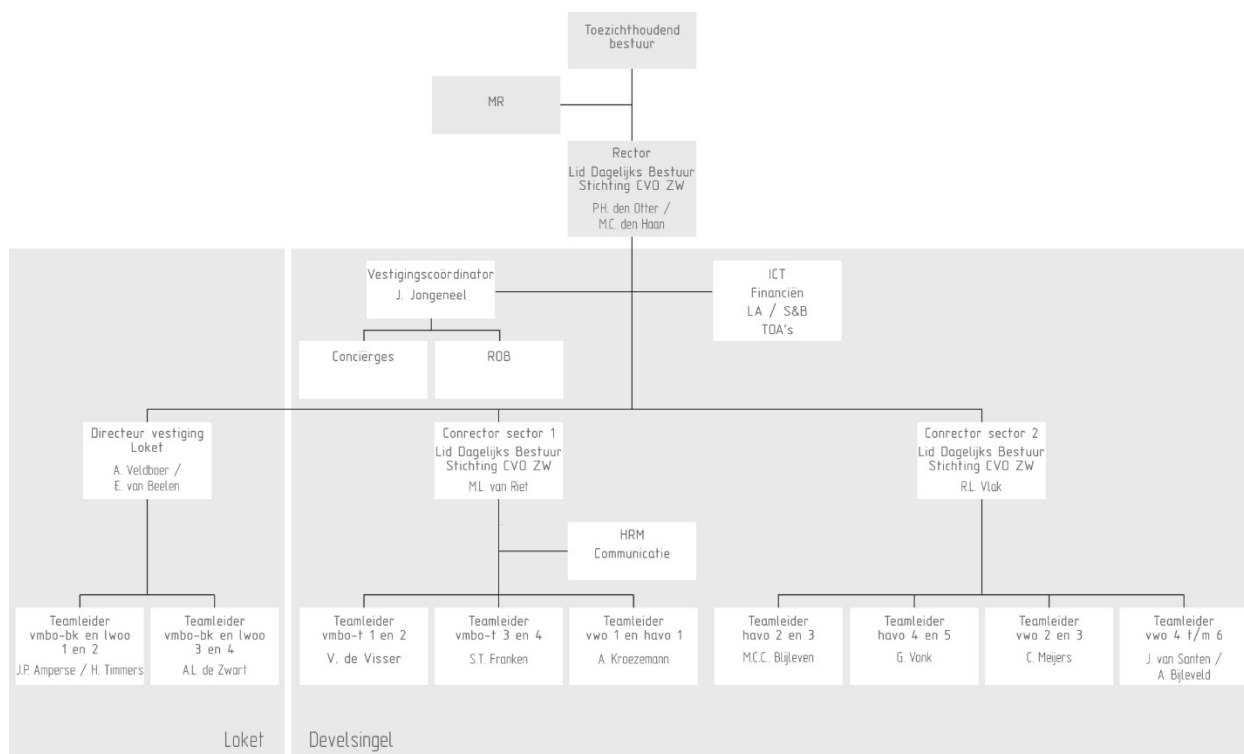 Toezichthoudend
bestuur
MR
Rector
Lid Dagelijks Bestuur
Stichting CVO ZW
P.H. den Otter /
M.C. den Haan
Vestigingscoördinator
J. Jongeneel
ICT
Financiën
LA / S&B
TOA's
Conciërges
ROB
Directeur vestiging
Loket
A. Veldboer /
E. van Beelen
Conrector sector 1
Lid Dagelijks Bestuur
Stichting CVO ZW
M.L. van Riet
Conrector sector 2
Lid Dagelijks Bestuur
Stichting CVO ZW
R.L. Vlak
HRM
Communicatie
Teamleider
vmbo-bk en lwoo
1 en 2
J.P. Amperse / H. Timmers
Teamleider
vmbo-bk en lwoo
3 en 4
A.L. de Zwart
Teamleider
vmbo-t 1 en 2
V. de Visser
Teamleider
vmbo-t 3 en 4
S.T. Franken
Teamleider
vwo 1 en havo 1
A. Kroezemann
Teamleider
havo 2 en 3
M.C.C. Blijleven
Teamleider
havo 4 en 5
G. Vonk
Teamleider
vwo 2 en 3
C. Meijers
Teamleider
vwo 4 t/m 6
J. van Santen /
A. Bijleveld
Loket
Develsingel